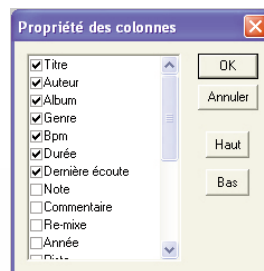 Propriété des colonnes
Titre
Auteur
Album
Genre
Bpm
Durée
Dernière écoute
Note
Commentaire
Re-mixe
Année
OK
Annuler
Haut
Bas